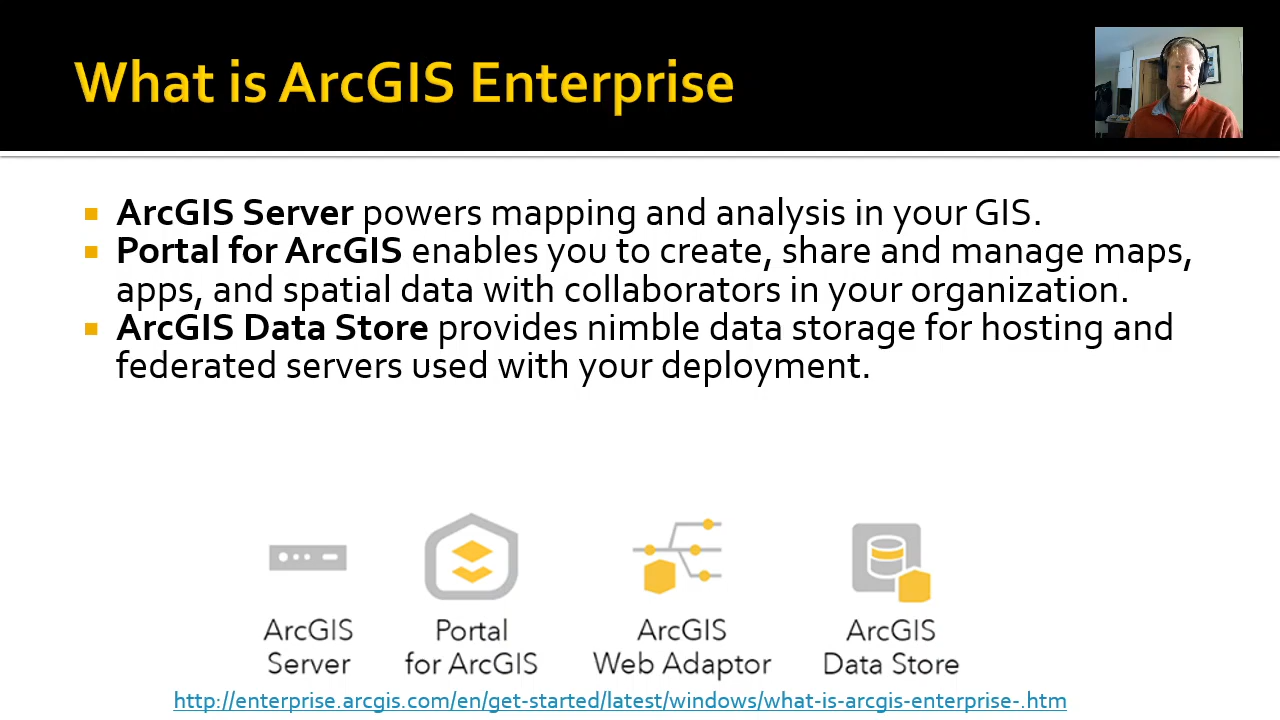 What is ArcGIS Enterprise
ArcGIS Server powers mapping and analysis in your GIS.
Portal for ArcGIS enables you to create, share and manage maps,
apps, and spatial data with collaborators in your organization.
ArcGIS Data Store provides nimble data storage for hosting and
federated servers used with your deployment.
ArcGIS
Server
Portal
for ArcGIS
ArcGIS
Web Adaptor
ArcGIS
Data Store
http://enterprise.arcgis.com/en/get-started/latest/windows/what-is-arcgis-enterprise-.htm